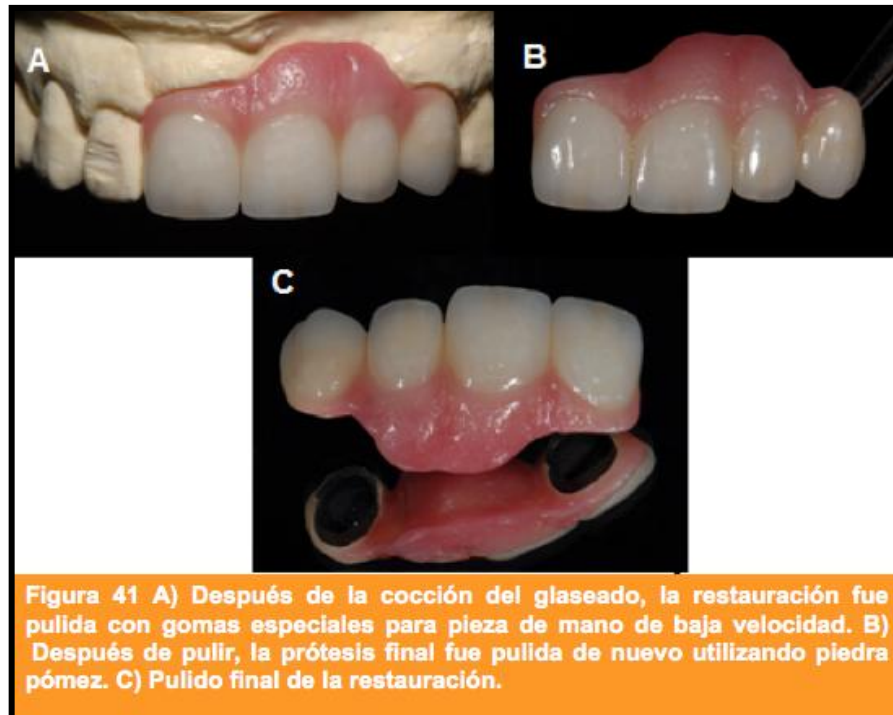 A
B
C
Figura 41 A) Después de la cocción del glaseado, la restauración fue
pulida con gomas especiales para pieza de mano de baja velocidad. B)
Después de pulir, la prótesis final fue pulida de nuevo utilizando piedra
pómez. C) Pulido final de la restauración.